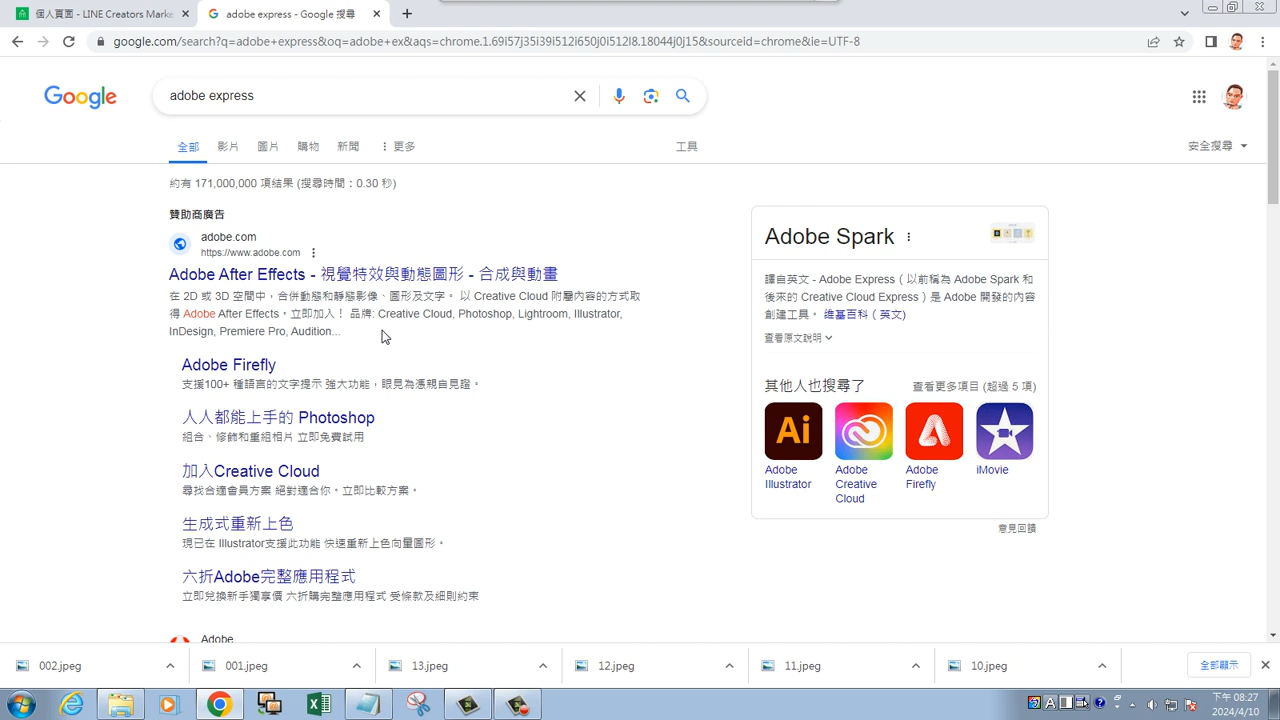 個人頁面 - LINE Creators Marke
adobe express - Google 搜尋
google.com/search?q=adobe+express&oq=adobe+ex&aqs=chrome.1.69i57j35i39i512i650j0i512l8.18044j0j15&sourceid=chrome&ie=UTF-8
Google
adobe express
全部
影片
圖片
購物
新聞
更多
工具
安全搜尋
約有 171,000,000 項結果 (搜尋時間：0.30 秒)
贊助商廣告
adobe.com
https://www.adobe.com
Adobe After Effects - 視覺特效與動態圖形 - 合成與動畫
在 2D 或 3D 空間中，合併動態和靜態影像、圖形及文字。 以 Creative Cloud 附屬內容的方式取
得 Adobe After Effects，立即加入！ 品牌: Creative Cloud, Photoshop, Lightroom, Illustrator,
InDesign, Premiere Pro, Audition...
Adobe Firefly
支援100+ 種語言的文字提示 強大功能，眼見為憑親自見證。
人人都能上手的 Photoshop
組合、修飾和重組相片 立即免費試用
加入Creative Cloud
尋找合適會員方案 絕對適合你。立即比較方案。
生成式重新上色
現已在 Illustrator支援此功能 快速重新上色向量圖形。
六折Adobe完整應用程式
立即兌換新手獨享價 六折購完整應用程式 受條款及細則約束
Adobe
Adobe Spark
譯自英文 - Adobe Express（以前稱為 Adobe Spark 和
後來的 Creative Cloud Express）是 Adobe 開發的內容
創建工具。 維基百科（英文）
查看原文說明
其他人也搜尋了
查看更多項目 (超過 5 項)
Ai
Adobe
Illustrator
Adobe
Creative
Cloud
Adobe
Firefly
iMovie
意見回饋
002.jpeg
001.jpeg
13.jpeg
12.jpeg
11.jpeg
10.jpeg
全部顯示
下午 08:27
2024/4/10